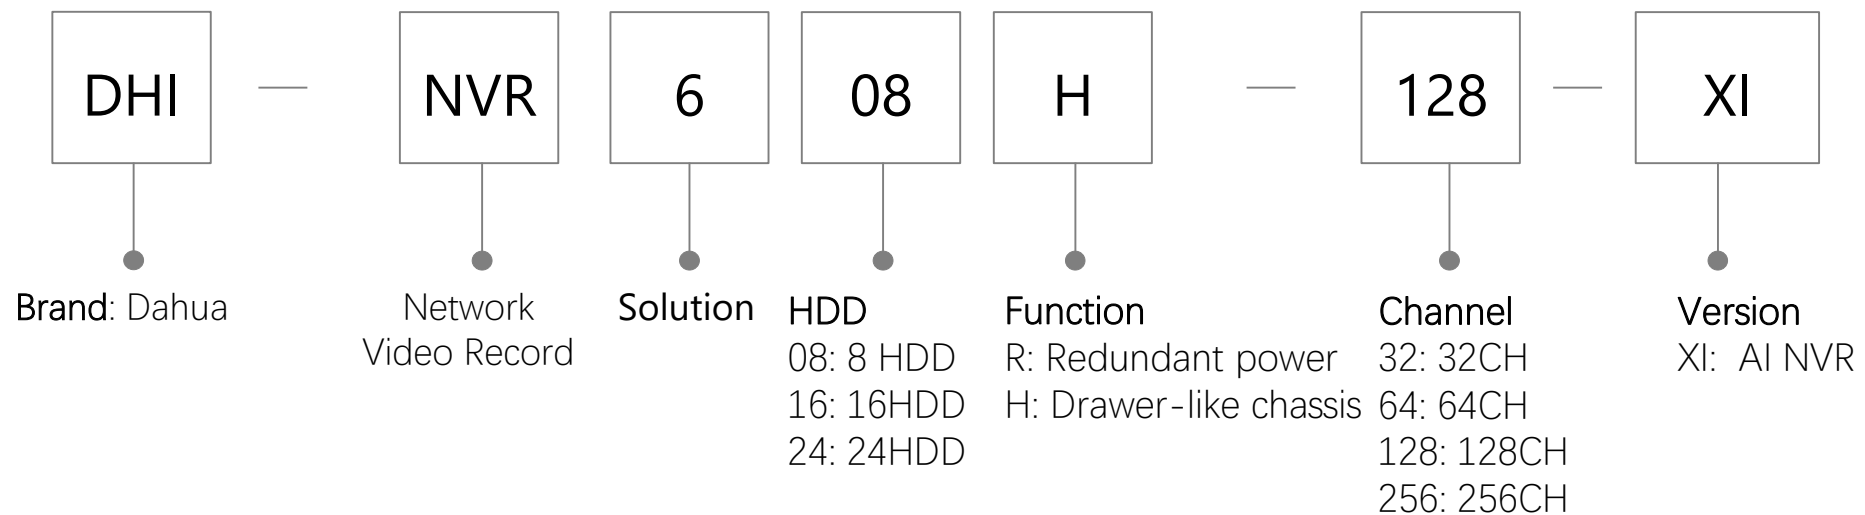 DHI — NVR 6 08 H — 128 — XI
Brand: Dahua
Network
Video Record
Solution
HDD
08: 8 HDD
16: 16HDD
24: 24HDD
Function
R: Redundant power
H: Drawer-like chassis
Channel
32: 32CH
64: 64CH
128: 128CH
256: 256CH
Version
XI: AI NVR